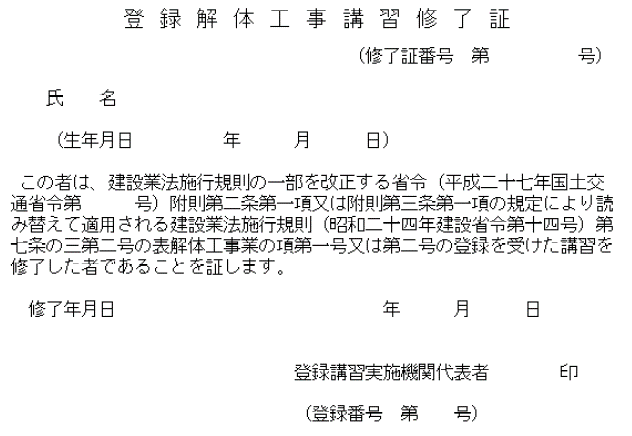 登録解体工事講習修了証
(修了証番号　第　　　　　号)
氏　　名
(生年月日　　　　　年　　　月　　　日)
この者は、建設業法施行規則の一部を改正する省令(平成二十七年国土交
通省令第　　　号)附則第二条第一項又は附則第三条第一項の規定により読
み替えて適用される建設業法施行規則(昭和二十四年建設省令第十四号)第
七条の三第二号の表解体工事業の項第一号又は第二号の登録を受けた講習を
修了した者であることを証します。
修了年月日　　　　　　　　　　　　　　　年　　　月　　　日
登録講習実施機関代表者　　　　印
(登録番号　第　　号)